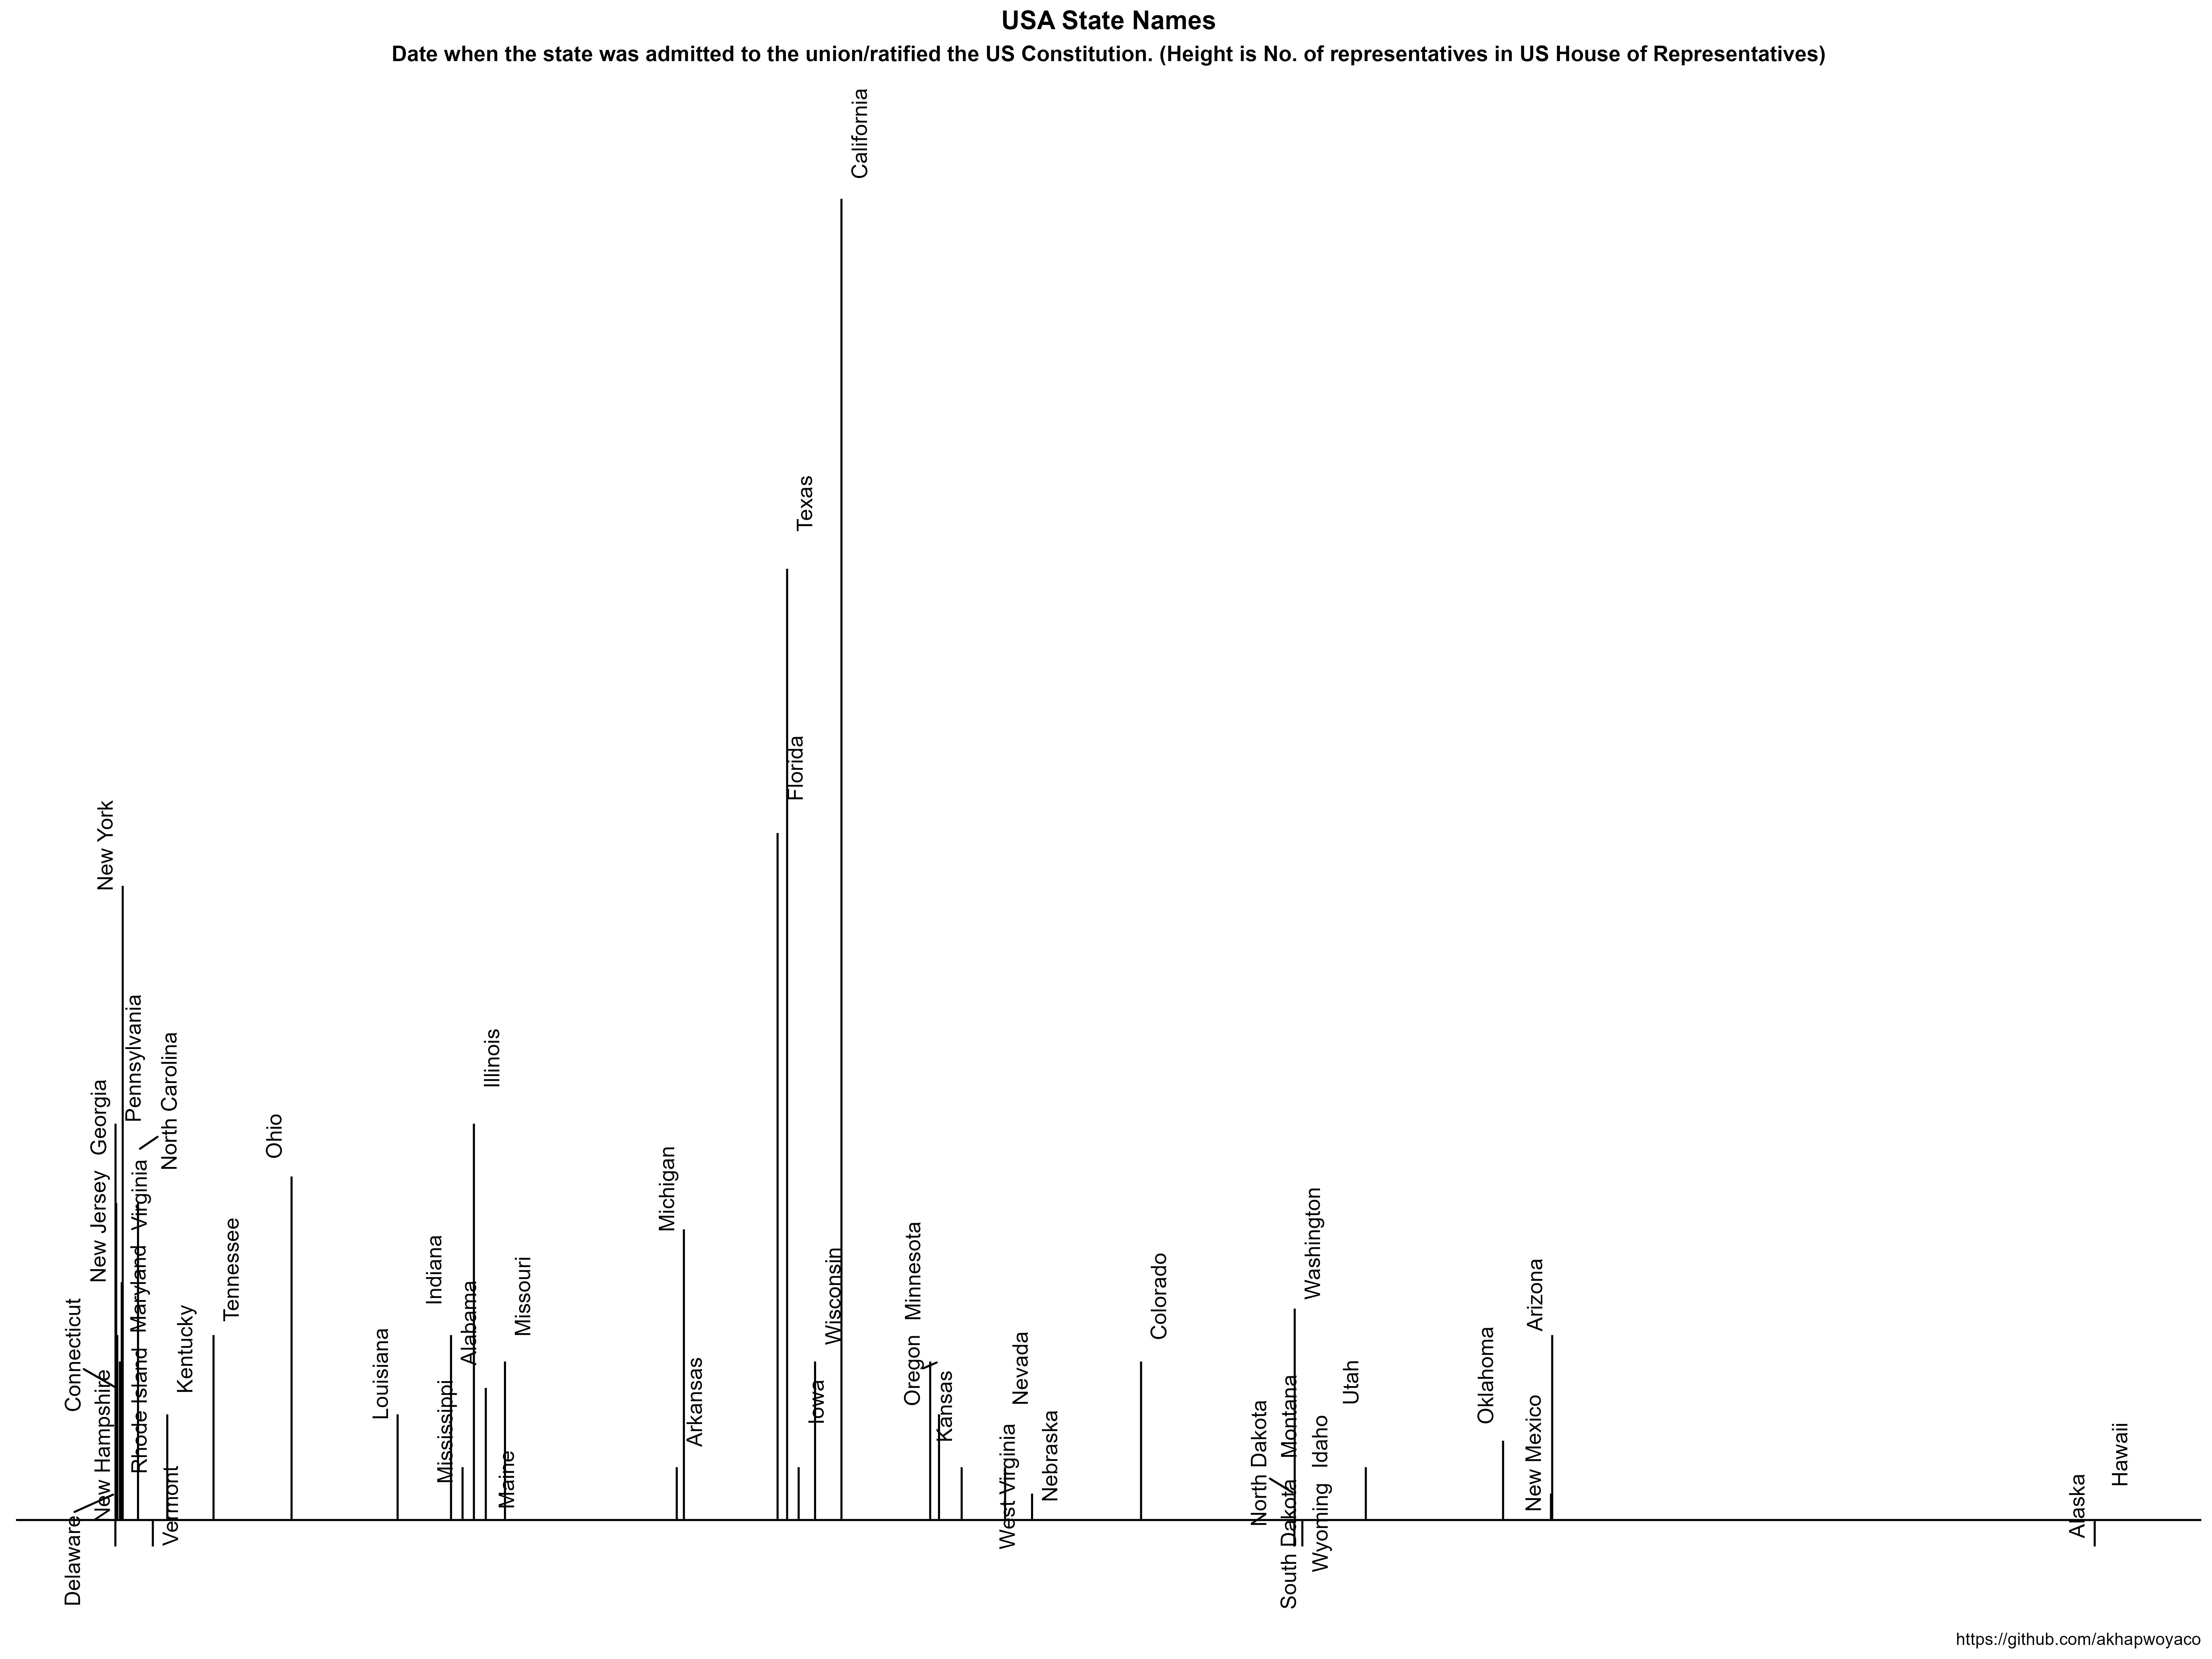 USA State Names
Date when the state was admitted to the union/ratified the US Constitution. (Height is No. of representatives in US House of Representatives)
California
Texas
Florida
New York
Pennsylvania
North Carolina
Illinois
Georgia
Ohio
Michigan
Virginia
New Jersey
Washington
Tennessee
Minnesota
Indiana
Wisconsin
Colorado
Missouri
Arizona
Maryland
Alabama
Connecticut
Kentucky
Louisiana
Oklahoma
Nevada
Oregon
Rhode Island
Arkansas
Utah
New Hampshire
Kansas
Iowa
Montana
Mississippi
New Mexico
Nebraska
North Dakota
Idaho
Hawaii
West Virginia
Maine
Vermont
Alaska
Delaware
South Dakota
Wyoming
https://github.com/akhapwoyaco